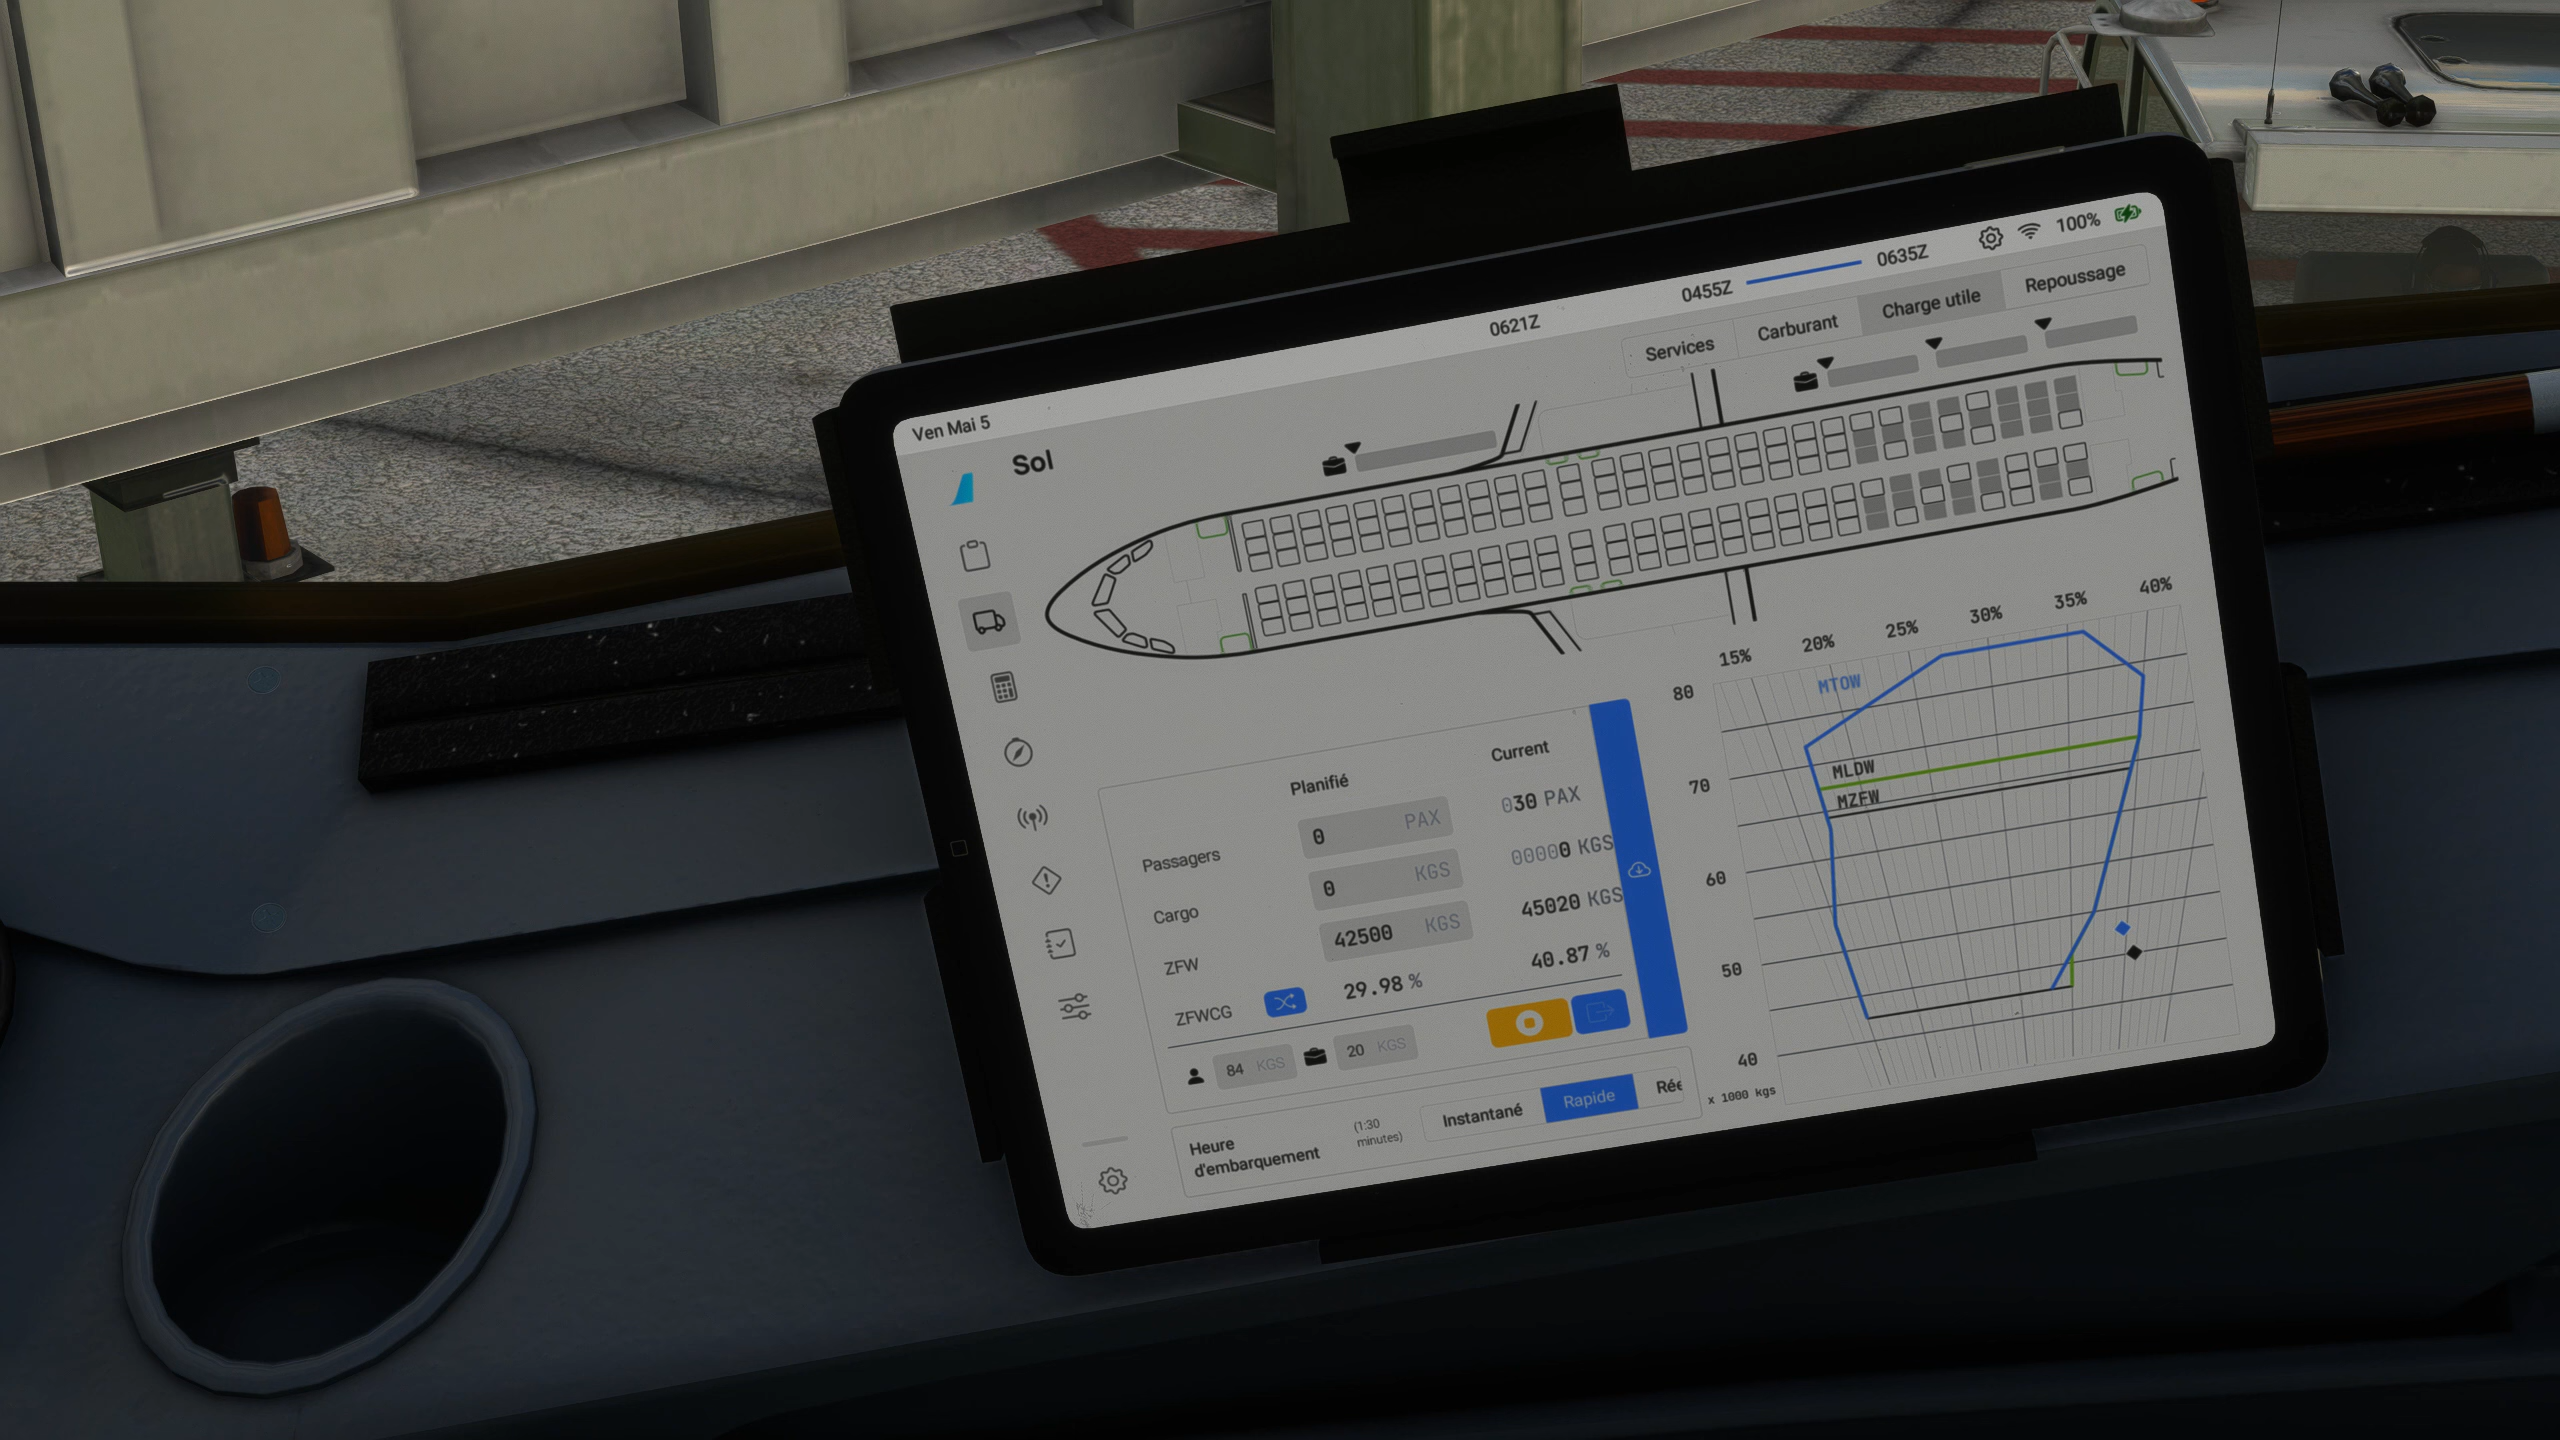 Ven Mai 5
0621Z
0455Z
0635Z
100%
Sol
Services
Carburant
Charge utile
Repoussage
Planifié
Current
Passagers
0 PAX
030 PAX
Cargo
0 KGS
00000 KGS
ZFW
42500 KGS
45020 KGS
ZFWCG
29.98 %
40.87 %
84 KGS
20 KGS
Heure
d'embarquement
(1:30
minutes)
Instantané
Rapide
Rée
15%
20%
25%
30%
35%
40%
80
70
60
50
40
x 1000 kgs
MTOW
MLDW
MZFW